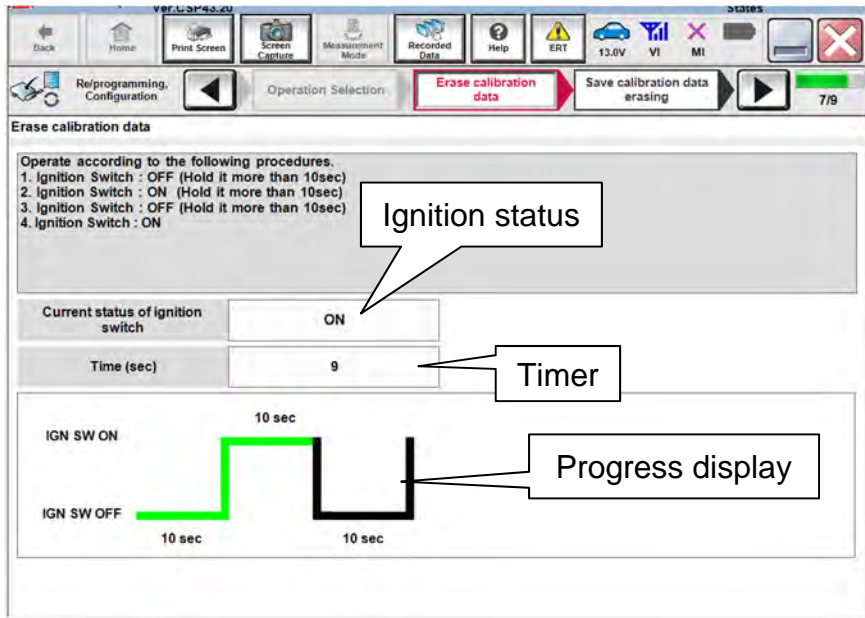 Ver.CSP43.20
States
Back
Home
Print Screen
Screen Capture
Measurement Mode
Recorded Data
Help
ERT
13.0V
VI
MI
Re/programming, Configuration
Operation Selection
Erase calibration data
Save calibration data erasing
7/9
Erase calibration data
Operate according to the following procedures.
1. Ignition Switch : OFF (Hold it more than 10sec)
2. Ignition Switch : ON (Hold it more than 10sec)
3. Ignition Switch : OFF (Hold it more than 10sec)
4. Ignition Switch : ON
Ignition status
Current status of ignition switch
ON
Time (sec)
9
Timer
10 sec
IGN SW ON
Progress display
IGN SW OFF
10 sec
10 sec